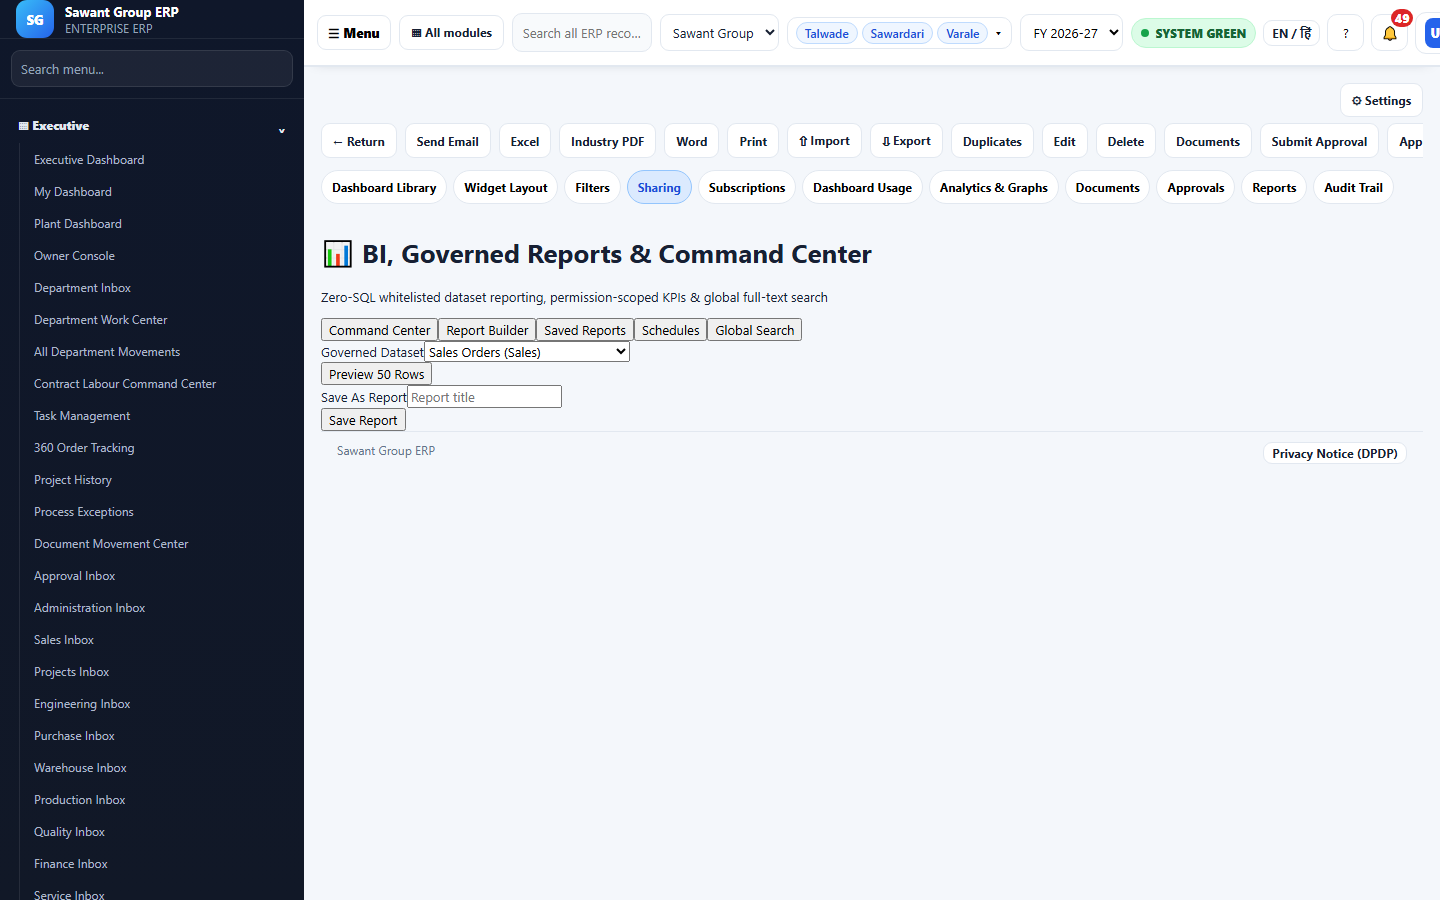 SG
Sawant Group ERP
ENTERPRISE ERP
Search menu...
Executive
Executive Dashboard
My Dashboard
Plant Dashboard
Owner Console
Department Inbox
Department Work Center
All Department Movements
Contract Labour Command Center
Task Management
360 Order Tracking
Project History
Process Exceptions
Document Movement Center
Approval Inbox
Administration Inbox
Sales Inbox
Projects Inbox
Engineering Inbox
Purchase Inbox
Warehouse Inbox
Production Inbox
Quality Inbox
Finance Inbox
Service Inbox
☰ Menu
All modules
Search all ERP reco...
Sawant Group
Talwade
Sawardari
Varale
FY 2026-27
SYSTEM GREEN
EN / हिं
?
49
U
⚙ Settings
← Return
Send Email
Excel
Industry PDF
Word
Print
⇧ Import
⇩ Export
Duplicates
Edit
Delete
Documents
Submit Approval
App
Dashboard Library
Widget Layout
Filters
Sharing
Subscriptions
Dashboard Usage
Analytics & Graphs
Documents
Approvals
Reports
Audit Trail
📊 BI, Governed Reports & Command Center
Zero-SQL whitelisted dataset reporting, permission-scoped KPIs & global full-text search
Command Center
Report Builder
Saved Reports
Schedules
Global Search
Governed Dataset Sales Orders (Sales)
Preview 50 Rows
Save As Report Report title
Save Report
Sawant Group ERP
Privacy Notice (DPDP)